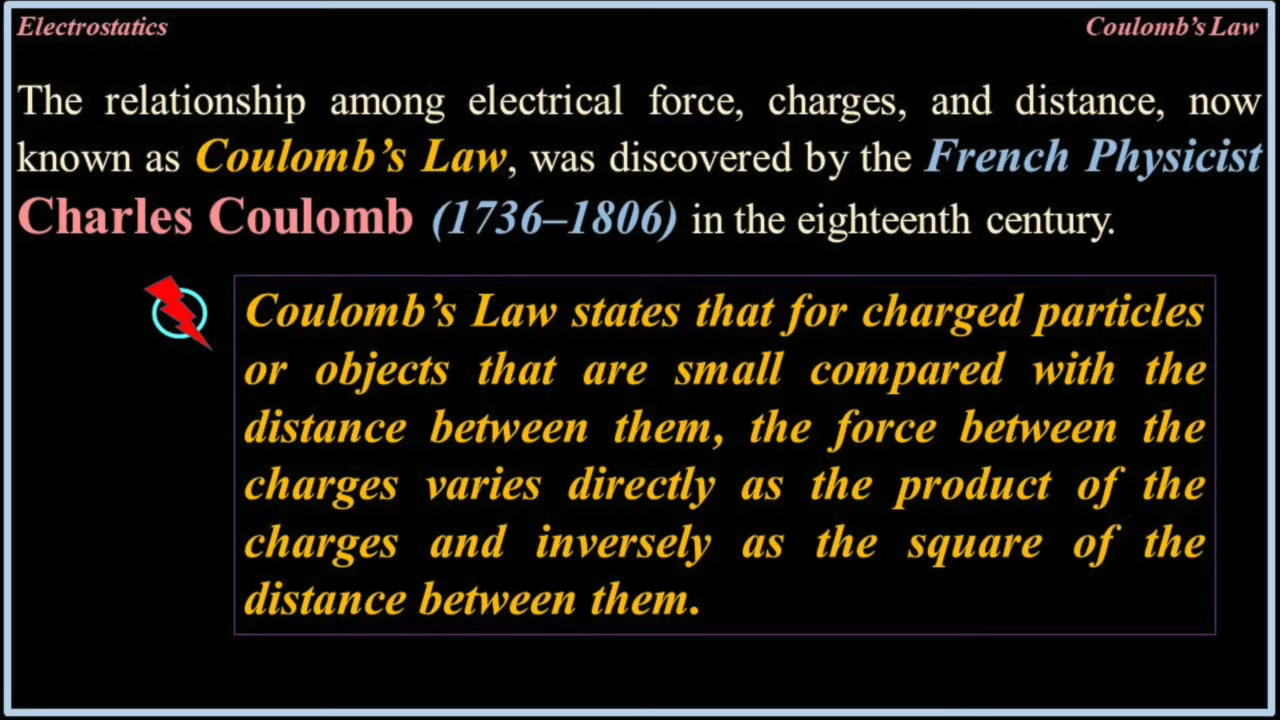 Electrostatics
Coulomb’s Law
The relationship among electrical force, charges, and distance, now
known as Coulomb’s Law, was discovered by the French Physicist
Charles Coulomb (1736–1806) in the eighteenth century.
Coulomb’s Law states that for charged particles
or objects that are small compared with the
distance between them, the force between the
charges varies directly as the product of the
charges and inversely as the square of the
distance between them.